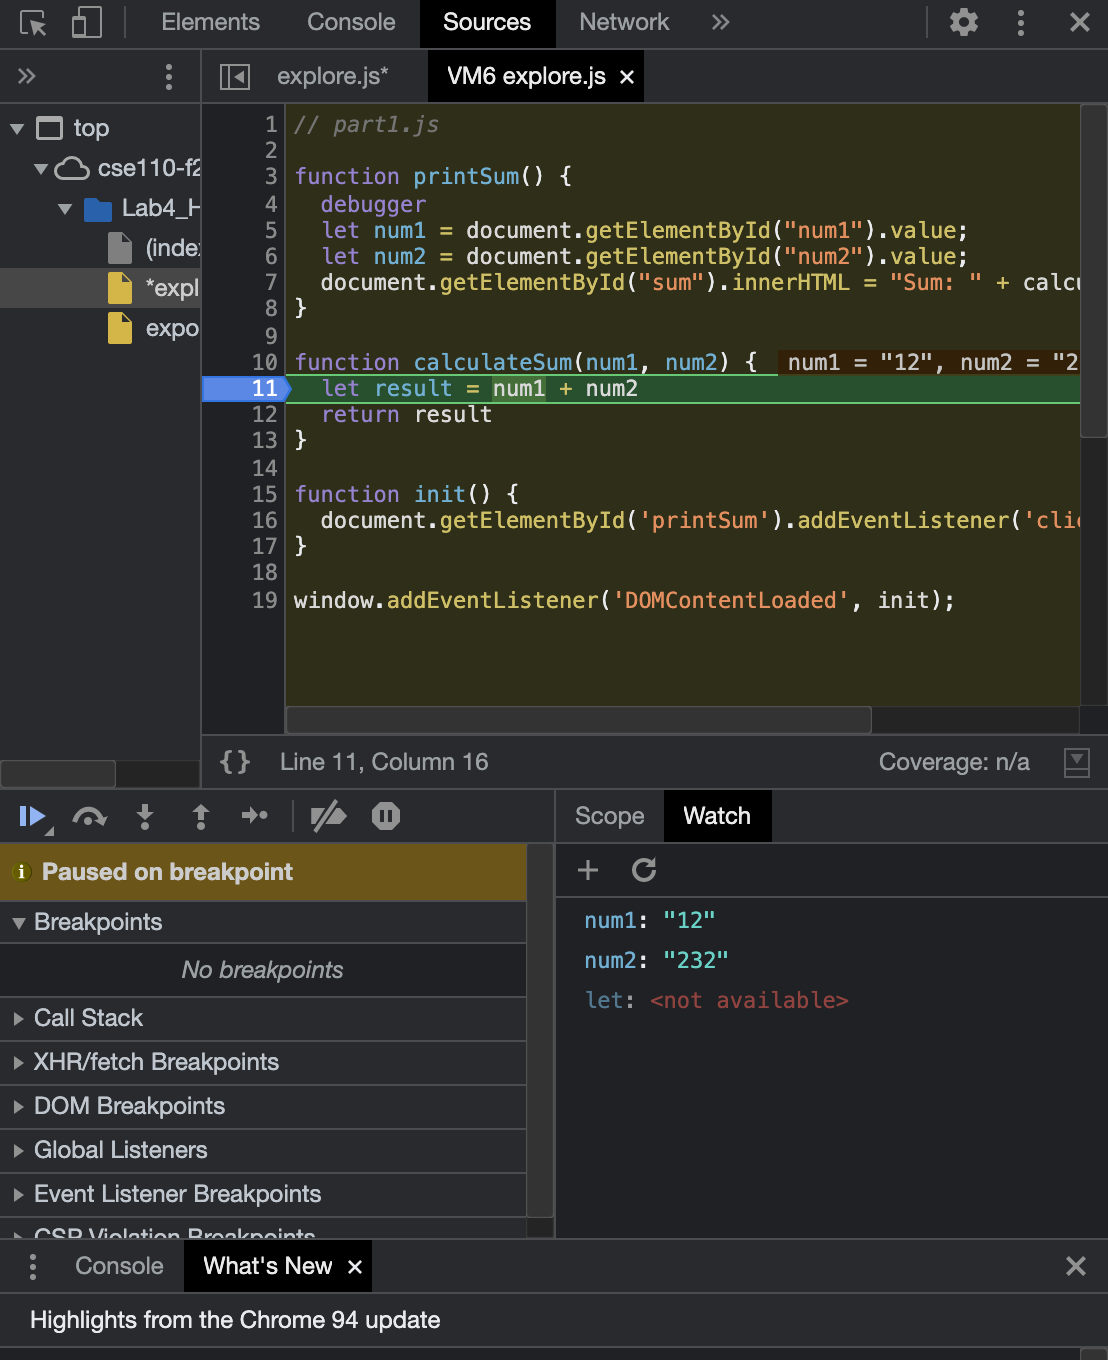 Elements Console Sources Network »
» explore.js* VM6 explore.js ×
top
cse110-f2
Lab4_H
(inde
*expl
expo
1 // part1.js
2
3 function printSum() {
4 debugger
5 let num1 = document.getElementById("num1").value;
6 let num2 = document.getElementById("num2").value;
7 document.getElementById("sum").innerHTML = "Sum: " + calcu
8 }
9
10 function calculateSum(num1, num2) { num1 = "12", num2 = "2
11 let result = num1 + num2
12 return result
13 }
14
15 function init() {
16 document.getElementById('printSum').addEventListener('clic
17 }
18
19 window.addEventListener('DOMContentLoaded', init);
{} Line 11, Column 16 Coverage: n/a
Scope Watch
Paused on breakpoint
Breakpoints
No breakpoints
Call Stack
XHR/fetch Breakpoints
DOM Breakpoints
Global Listeners
Event Listener Breakpoints
CSP Violation Breakpoints
num1: "12"
num2: "232"
let: <not available>
Console What's New ×
Highlights from the Chrome 94 update